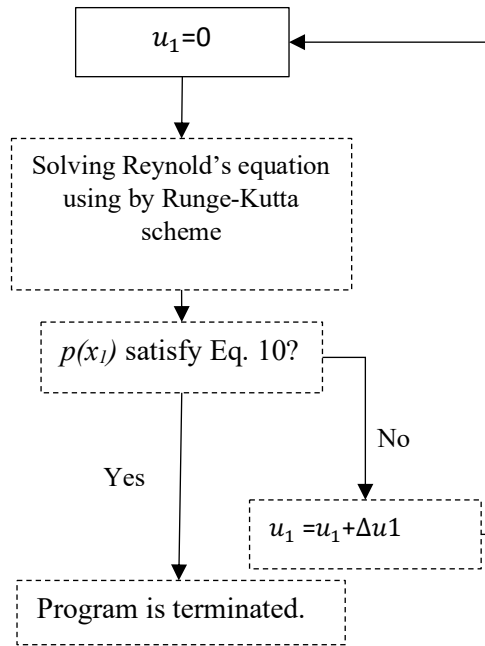 u₁=0
Solving Reynold’s equation
using by Runge-Kutta
scheme
p(x₁) satisfy Eq. 10?
No
Yes
u₁ =u₁+Δu1
Program is terminated.